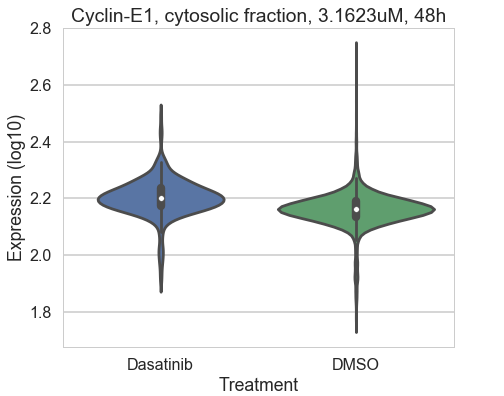 Cyclin-E1, cytosolic fraction, 3.1623uM, 48h
Expression (log10)
2.8
2.6
2.4
2.2
2.0
1.8
Dasatinib DMSO
Treatment